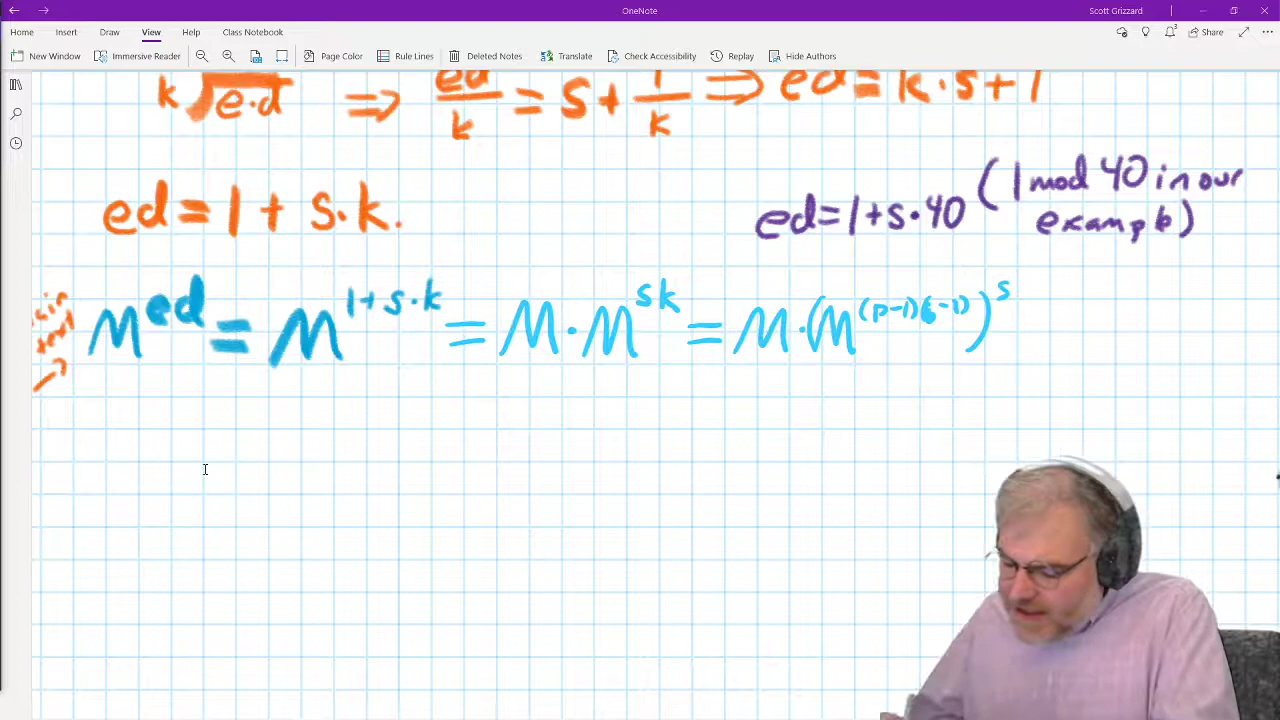 OneNote
Scott Grizzard
Home Insert Draw View Help Class Notebook
Share
New Window Immersive Reader Page Color Rule Lines Deleted Notes Translate Check Accessibility Replay Hide Authors
k√e·d ⇒ ed/k = s + 1/k ⇒ ed = k·s+1
ed = 1 + s·k.
ed=1+s·40 (1 mod 40 in our example)
M^ed = M^(1+s·k) = M·M^(sk) = M·(M^((p-1)(q-1)))^s